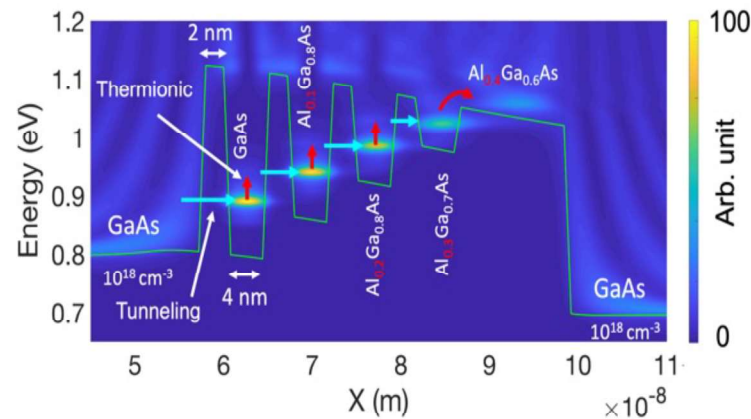 1.2
1.1
1
0.9
0.8
0.7
Energy (eV)
2 nm
Thermionic
GaAs
Al0.1Ga0.8As
Al0.4Ga0.6As
GaAs
10¹⁸ cm⁻³
Tunneling
4 nm
Al0.2Ga0.8As
Al0.3Ga0.7As
GaAs
10¹⁸ cm⁻³
5 6 7 8 9 10 11
X (m)
×10⁻⁸
100
Arb. unit
0